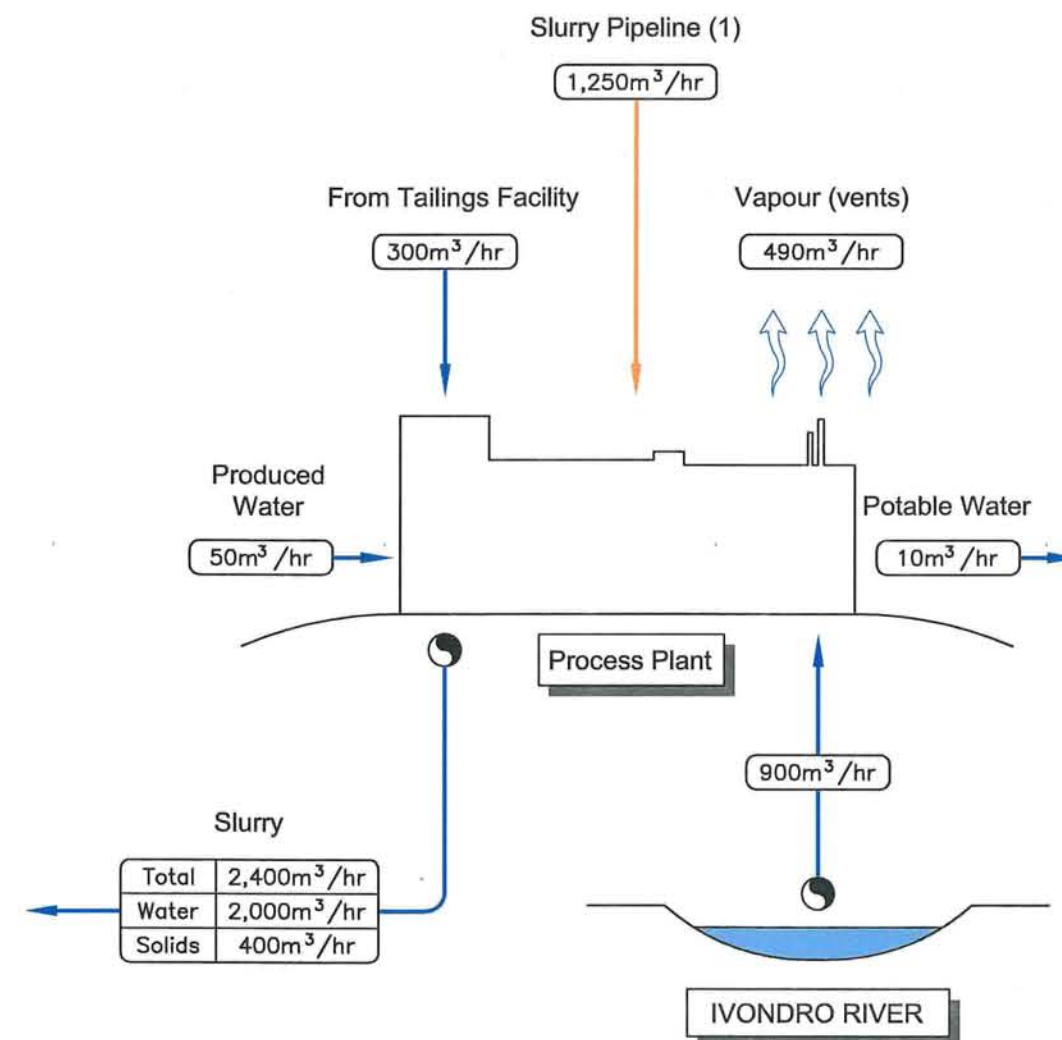 Slurry Pipeline (1)
1,250m³/hr
From Tailings Facility
300m³/hr
Vapour (vents)
490m³/hr
Produced
Water
50m³/hr
Potable Water
10m³/hr
Process Plant
900m³/hr
Slurry
Total 2,400m³/hr
Water 2,000m³/hr
Solids 400m³/hr
IVONDRO RIVER